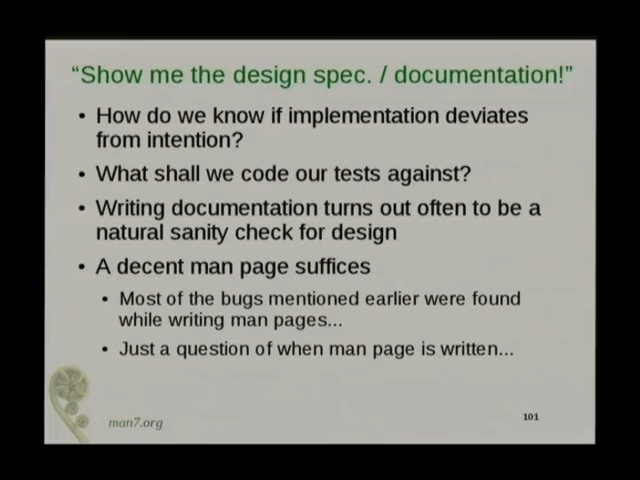 “Show me the design spec. / documentation!”
• How do we know if implementation deviates
from intention?
• What shall we code our tests against?
• Writing documentation turns out often to be a
natural sanity check for design
• A decent man page suffices
• Most of the bugs mentioned earlier were found
while writing man pages...
• Just a question of when man page is written...
man7.org
101